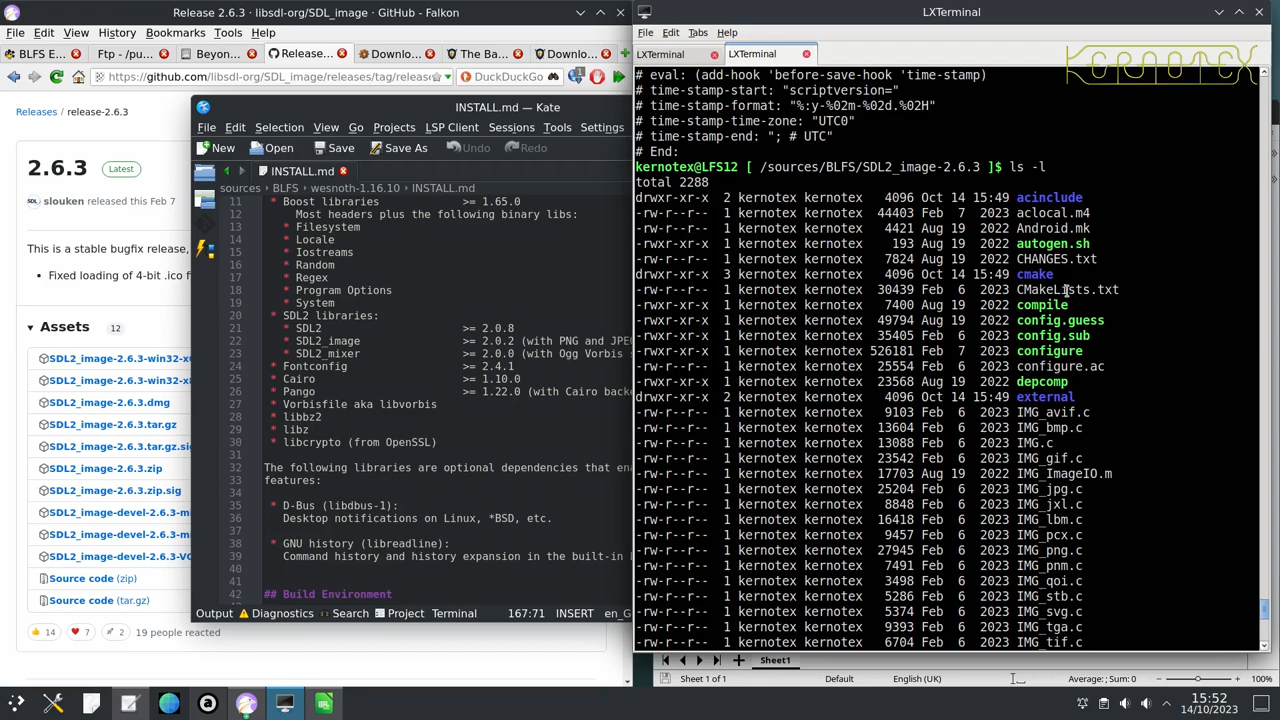 Release 2.6.3 · libsdl-org/SDL_image · GitHub - Falkon
File Edit View History Bookmarks Tools Help
BLFS E... Ftp - /pu... Beyon... Release... Downlo... The Ba... Downlo...
https://github.com/libsdl-org/SDL_image/releases/tag/release DuckDuckGo
Releases / release-2.6.3
2.6.3 Latest
slouken released this Feb 7
This is a stable bugfix release,
• Fixed loading of 4-bit .ico f
Assets 12
SDL2_image-2.6.3-win32-x
SDL2_image-2.6.3-win32-x
SDL2_image-2.6.3.dmg
SDL2_image-2.6.3.tar.gz
SDL2_image-2.6.3.tar.gz.si
SDL2_image-2.6.3.zip
SDL2_image-2.6.3.zip.sig
SDL2_image-devel-2.6.3-m
SDL2_image-devel-2.6.3-m
SDL2_image-devel-2.6.3-VC
Source code (zip)
Source code (tar.gz)
14 7 2 19 people reacted
INSTALL.md — Kate
File Edit Selection View Go Projects LSP Client Sessions Tools Settings
New Open Save Save As Undo Redo
INSTALL.md
sources BLFS wesnoth-1.16.10 INSTALL.md
11 * Boost libraries >= 1.65.0
12 Most headers plus the following binary libs:
13 * Filesystem
14 * Locale
15 * Iostreams
16 * Random
17 * Regex
18 * Program Options
19 * System
20 * SDL2 libraries:
21 * SDL2 >= 2.0.8
22 * SDL2_image >= 2.0.2 (with PNG and JPE
23 * SDL2_mixer >= 2.0.0 (with Ogg Vorbis
24 * Fontconfig >= 2.4.1
25 * Cairo >= 1.10.0
26 * Pango >= 1.22.0 (with Cairo back
27 * Vorbisfile aka libvorbis
28 * libbz2
29 * libz
30 * libcrypto (from OpenSSL)
31
32 The following libraries are optional dependencies that en
33 features:
34
35 * D-Bus (libdbus-1):
36 Desktop notifications on Linux, *BSD, etc.
37
38 * GNU history (libreadline):
39 Command history and history expansion in the built-in
40
41
42 ## Build Environment
Output Diagnostics Search Project Terminal 167:71 INSERT en_G
LXTerminal
File Edit Tabs Help
LXTerminal LXTerminal
KERNOTEX
# eval: (add-hook 'before-save-hook 'time-stamp)
# time-stamp-start: "scriptversion="
# time-stamp-format: "%:y-%02m-%02d.%02H"
# time-stamp-time-zone: "UTC0"
# time-stamp-end: "; # UTC"
# End:
kernotex@LFS12 [ /sources/BLFS/SDL2_image-2.6.3 ]$ ls -l
total 2288
drwxr-xr-x 2 kernotex kernotex 4096 Oct 14 15:49 acinclude
-rw-r--r-- 1 kernotex kernotex 44403 Feb 7 2023 aclocal.m4
-rw-r--r-- 1 kernotex kernotex 4421 Aug 19 2022 Android.mk
-rwxr-xr-x 1 kernotex kernotex 193 Aug 19 2022 autogen.sh
-rw-r--r-- 1 kernotex kernotex 7824 Aug 19 2022 CHANGES.txt
drwxr-xr-x 3 kernotex kernotex 4096 Oct 14 15:49 cmake
-rw-r--r-- 1 kernotex kernotex 30439 Feb 6 2023 CMakeLists.txt
-rwxr-xr-x 1 kernotex kernotex 7400 Aug 19 2022 compile
-rwxr-xr-x 1 kernotex kernotex 49794 Aug 19 2022 config.guess
-rwxr-xr-x 1 kernotex kernotex 35405 Feb 6 2023 config.sub
-rwxr-xr-x 1 kernotex kernotex 526181 Feb 7 2023 configure
-rw-r--r-- 1 kernotex kernotex 25554 Feb 6 2023 configure.ac
-rwxr-xr-x 1 kernotex kernotex 23568 Aug 19 2022 depcomp
drwxr-xr-x 2 kernotex kernotex 4096 Oct 14 15:49 external
-rw-r--r-- 1 kernotex kernotex 9103 Feb 6 2023 IMG_avif.c
-rw-r--r-- 1 kernotex kernotex 13604 Feb 6 2023 IMG_bmp.c
-rw-r--r-- 1 kernotex kernotex 13088 Feb 6 2023 IMG.c
-rw-r--r-- 1 kernotex kernotex 23542 Feb 6 2023 IMG_gif.c
-rw-r--r-- 1 kernotex kernotex 17703 Aug 19 2022 IMG_ImageIO.m
-rw-r--r-- 1 kernotex kernotex 25204 Feb 6 2023 IMG_jpg.c
-rw-r--r-- 1 kernotex kernotex 8848 Feb 6 2023 IMG_jxl.c
-rw-r--r-- 1 kernotex kernotex 16418 Feb 6 2023 IMG_lbm.c
-rw-r--r-- 1 kernotex kernotex 9457 Feb 6 2023 IMG_pcx.c
-rw-r--r-- 1 kernotex kernotex 27945 Feb 6 2023 IMG_png.c
-rw-r--r-- 1 kernotex kernotex 7491 Feb 6 2023 IMG_pnm.c
-rw-r--r-- 1 kernotex kernotex 3498 Feb 6 2023 IMG_qoi.c
-rw-r--r-- 1 kernotex kernotex 5286 Feb 6 2023 IMG_stb.c
-rw-r--r-- 1 kernotex kernotex 5374 Feb 6 2023 IMG_svg.c
-rw-r--r-- 1 kernotex kernotex 9393 Feb 6 2023 IMG_tga.c
-rw-r--r-- 1 kernotex kernotex 6704 Feb 6 2023 IMG_tif.c
Sheet1
Sheet 1 of 1 Default English (UK) Average: ; Sum: 0 100%
15:52
14/10/2023